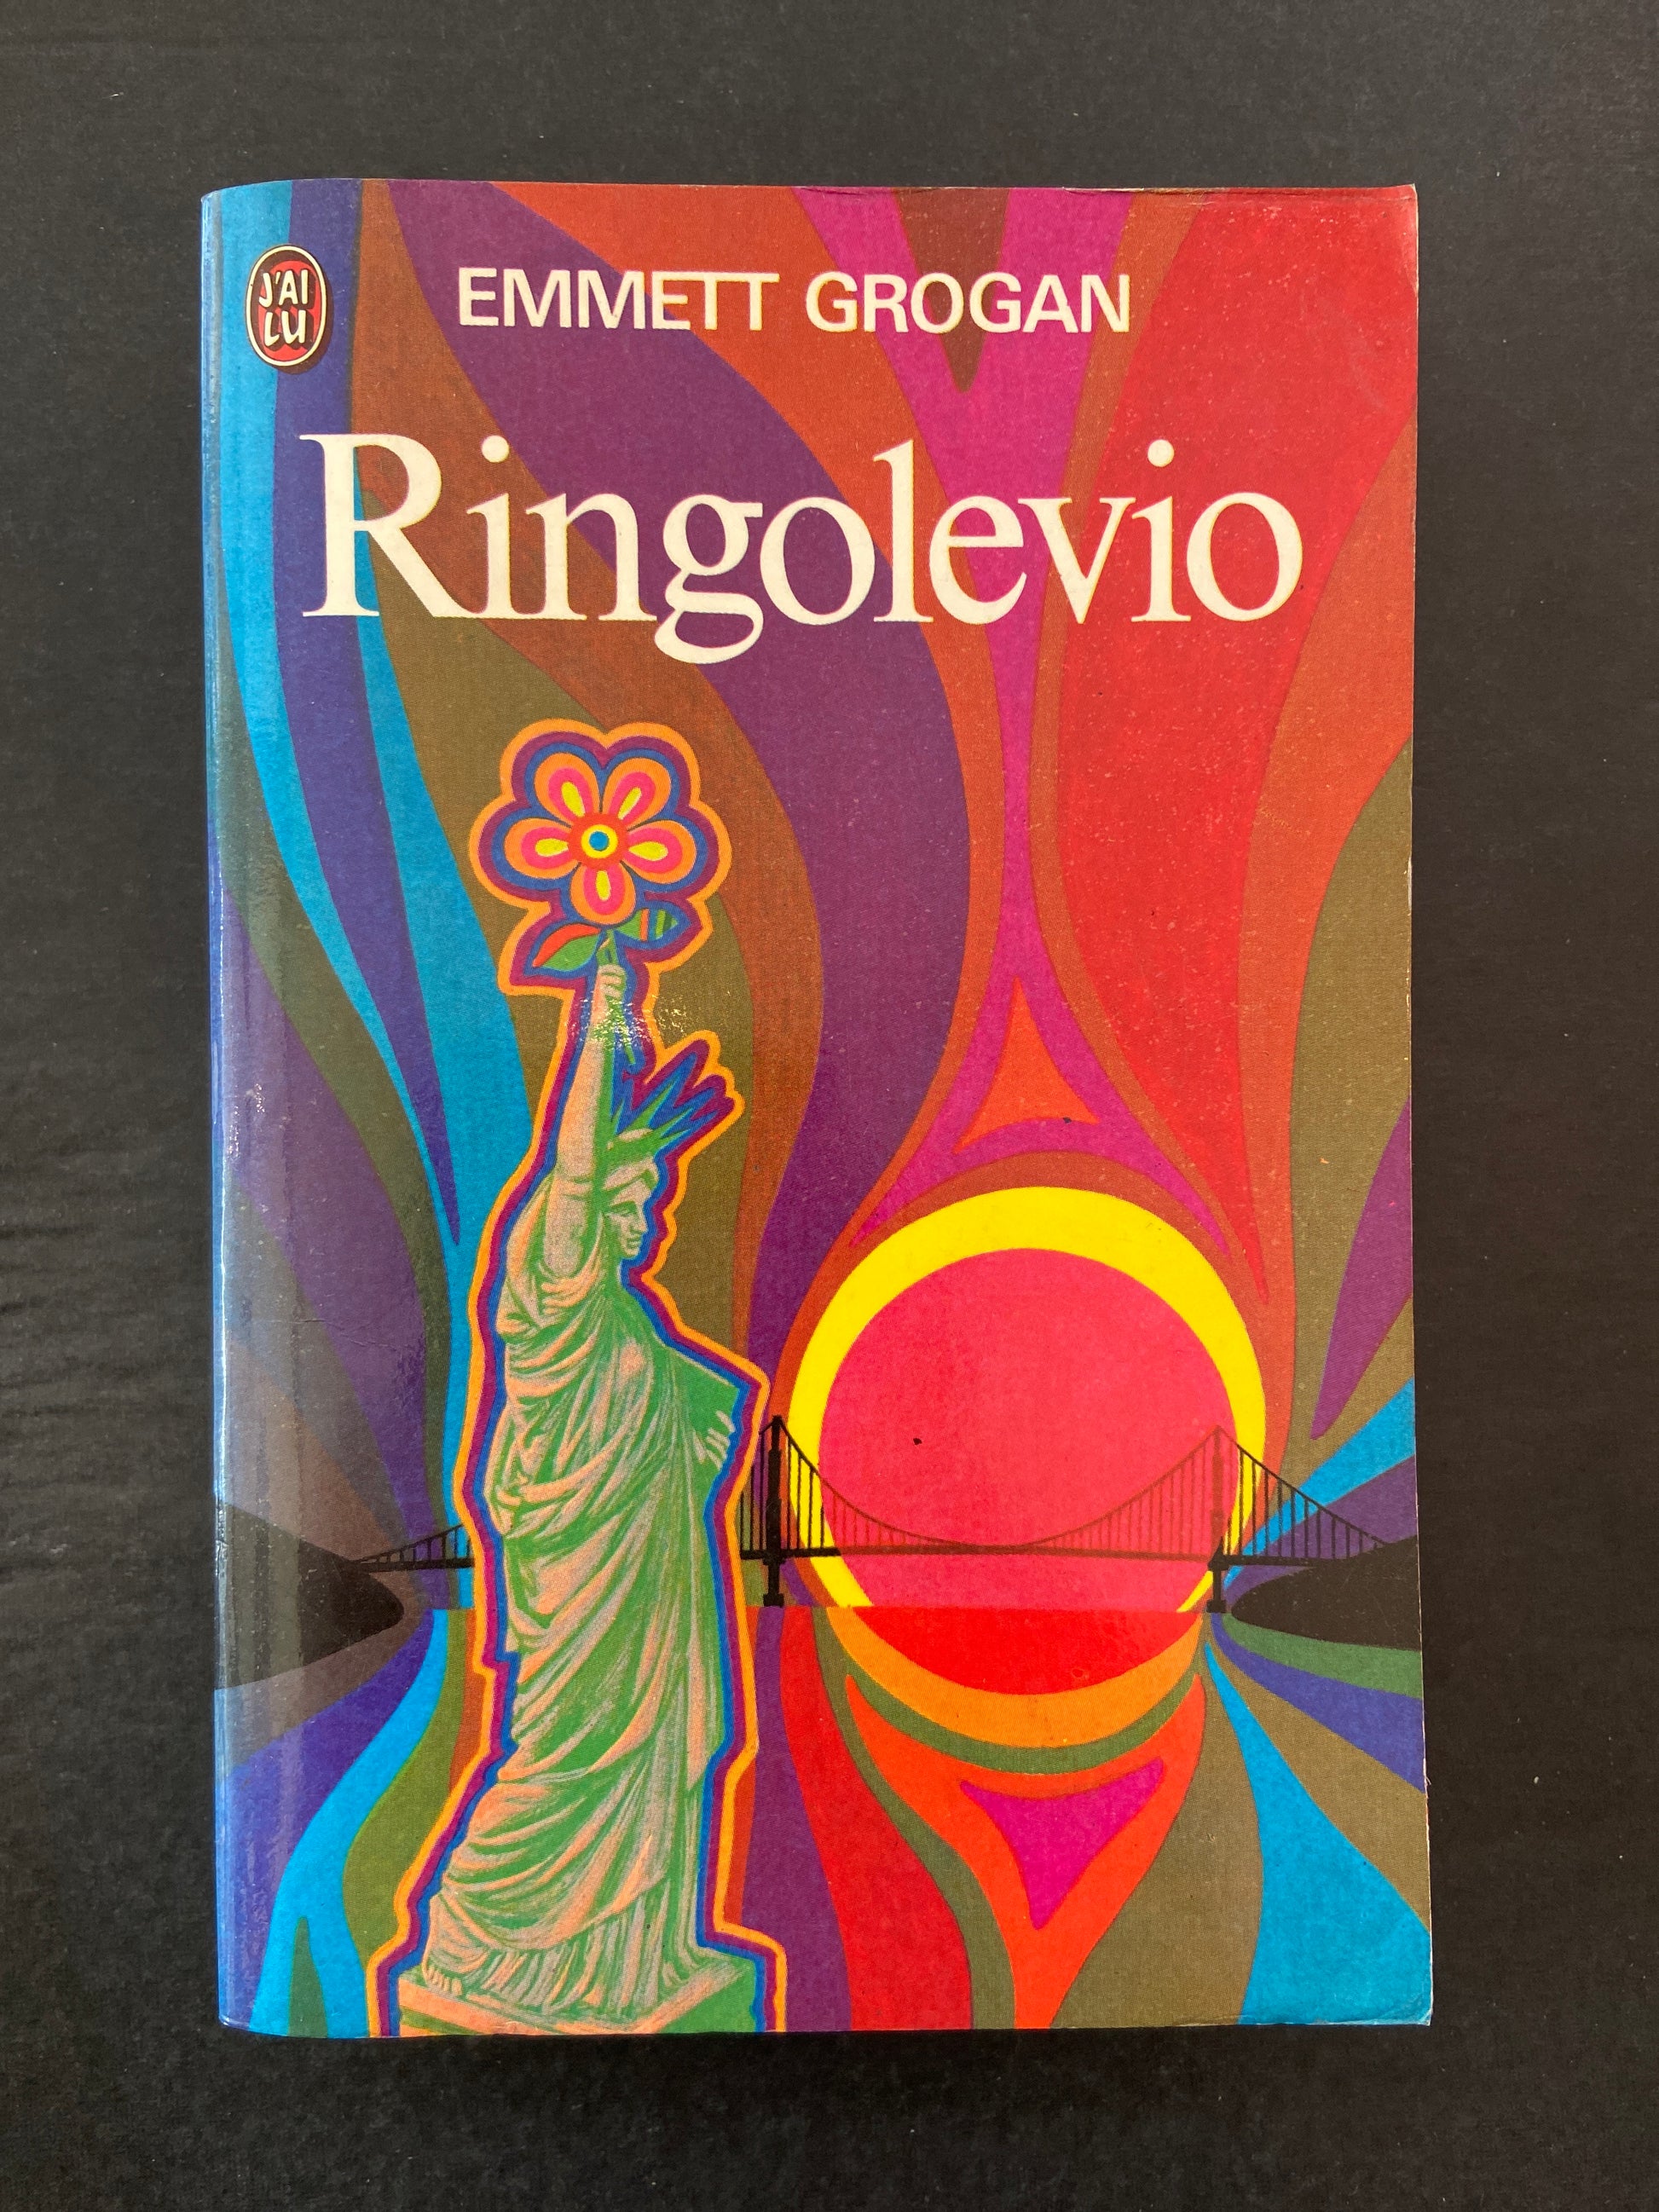 J'AI
LU
EMMETT GROGAN
Ringolevio